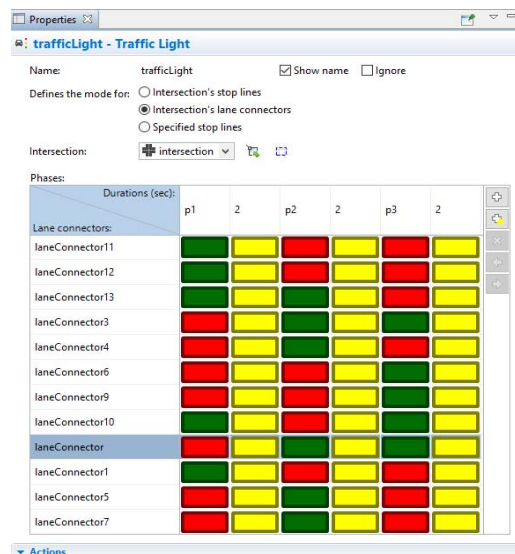 Properties
trafficLight - Traffic Light
Name: trafficLight Show name Ignore
Defines the mode for: Intersection's stop lines
Intersection's lane connectors
Specified stop lines
Intersection: intersection
Phases:
Durations (sec):
p1 2 p2 2 p3 2
Lane connectors:
laneConnector11
laneConnector12
laneConnector13
laneConnector3
laneConnector4
laneConnector6
laneConnector9
laneConnector10
laneConnector
laneConnector1
laneConnector5
laneConnector7
Actions